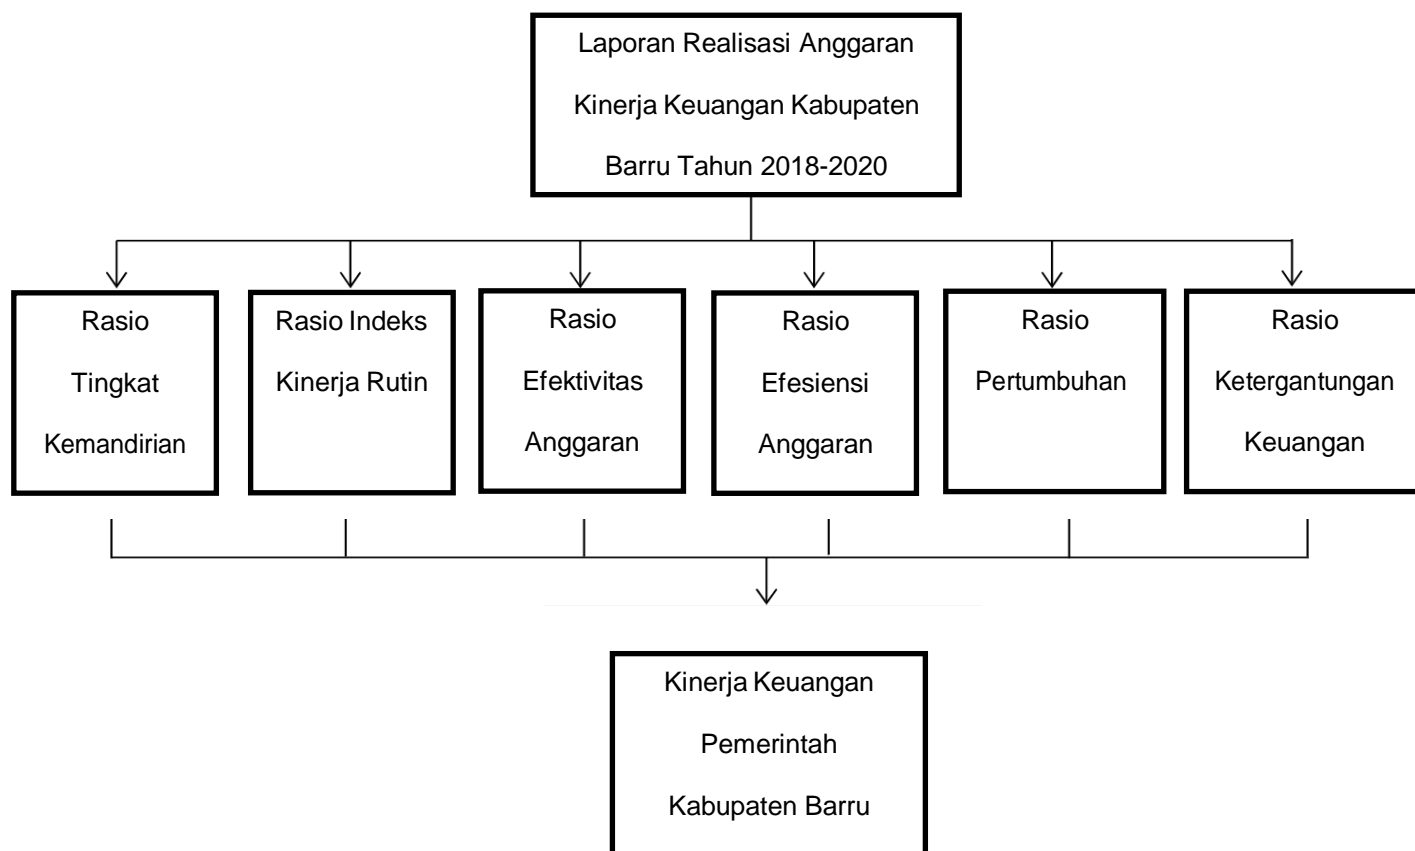 Laporan Realisasi Anggaran
Kinerja Keuangan Kabupaten
Barru Tahun 2018-2020
Rasio
Tingkat
Kemandirian
Rasio Indeks
Kinerja Rutin
Rasio
Efektivitas
Anggaran
Rasio
Efesiensi
Anggaran
Rasio
Pertumbuhan
Rasio
Ketergantungan
Keuangan
Kinerja Keuangan
Pemerintah
Kabupaten Barru